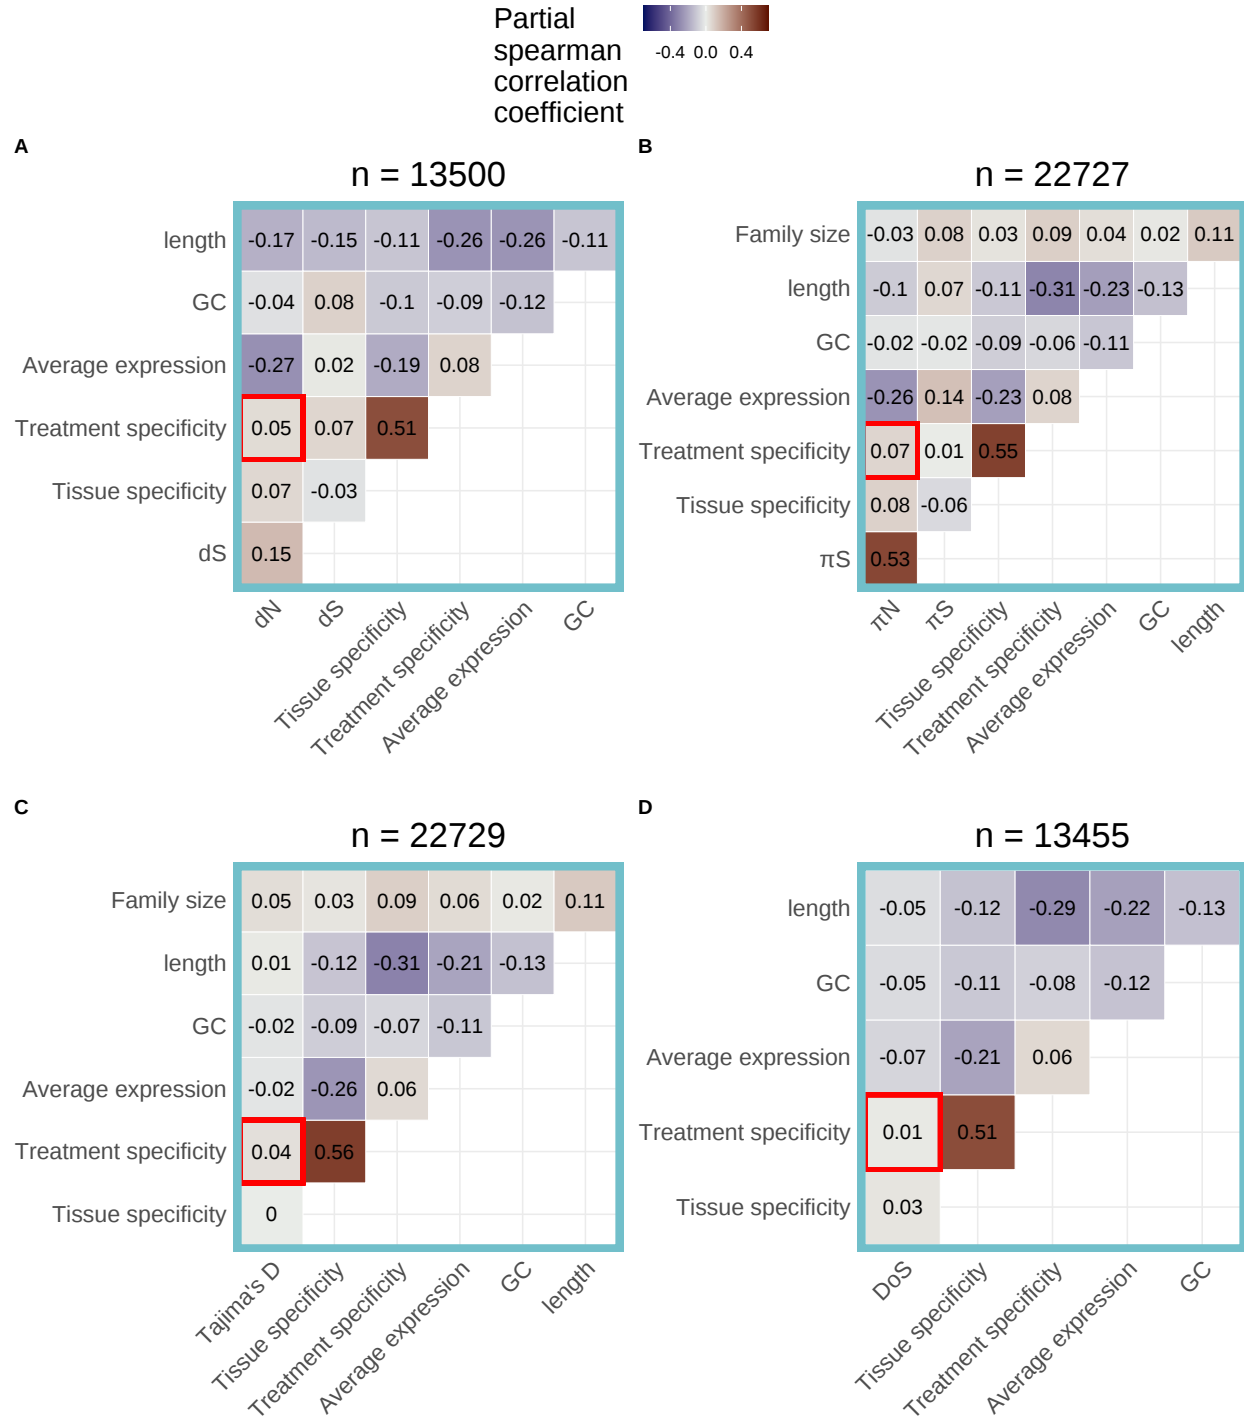 Partial
spearman
correlation
coefficient
-0.4 0.0 0.4
A
n = 13500
length -0.17 -0.15 -0.11 -0.26 -0.26 -0.11
GC -0.04 0.08 -0.1 -0.09 -0.12
Average expression -0.27 0.02 -0.19 0.08
Treatment specificity 0.05 0.07 0.51
Tissue specificity 0.07 -0.03
dS 0.15
dN dS Tissue specificity Treatment specificity Average expression GC
B
n = 22727
Family size -0.03 0.08 0.03 0.09 0.04 0.02 0.11
length -0.1 0.07 -0.11 -0.31 -0.23 -0.13
GC -0.02 -0.02 -0.09 -0.06 -0.11
Average expression -0.26 0.14 -0.23 0.08
Treatment specificity 0.07 0.01 0.55
Tissue specificity 0.08 -0.06
πS 0.53
πN πS Tissue specificity Treatment specificity Average expression GC length
C
n = 22729
Family size 0.05 0.03 0.09 0.06 0.02 0.11
length 0.01 -0.12 -0.31 -0.21 -0.13
GC -0.02 -0.09 -0.07 -0.11
Average expression -0.02 -0.26 0.06
Treatment specificity 0.04 0.56
Tissue specificity 0
Tajima's D Tissue specificity Treatment specificity Average expression GC length
D
n = 13455
length -0.05 -0.12 -0.29 -0.22 -0.13
GC -0.05 -0.11 -0.08 -0.12
Average expression -0.07 -0.21 0.06
Treatment specificity 0.01 0.51
Tissue specificity 0.03
DoS Tissue specificity Treatment specificity Average expression GC